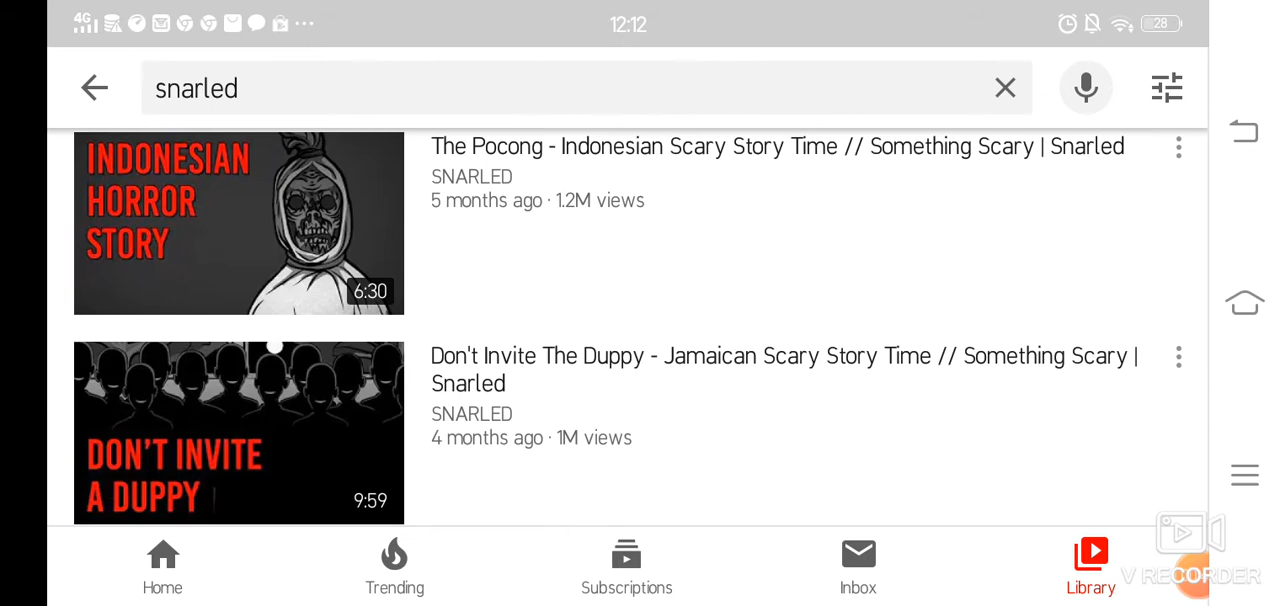 4G
12:12
28
snarled
INDONESIAN
HORROR
STORY
6:30
The Pocong - Indonesian Scary Story Time // Something Scary | Snarled
SNARLED
5 months ago · 1.2M views
DON'T INVITE
A DUPPY
9:59
Don't Invite The Duppy - Jamaican Scary Story Time // Something Scary |
Snarled
SNARLED
4 months ago · 1M views
Home
Trending
Subscriptions
Inbox
Library
V RECORDER